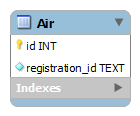 Air
id INT
registration_id TEXT
Indexes